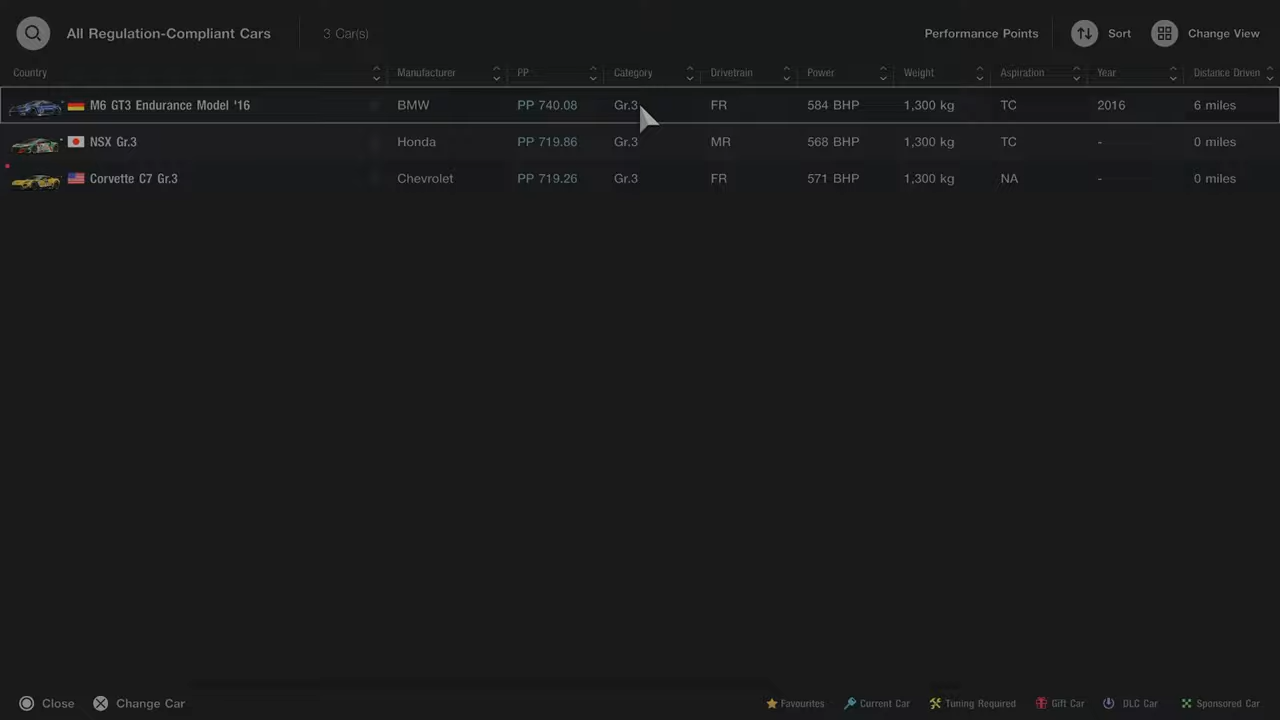 All Regulation-Compliant Cars 3 Car(s) Performance Points Sort Change View
Country Manufacturer PP Category Drivetrain Power Weight Aspiration Year Distance Driven
M6 GT3 Endurance Model '16 BMW PP 740.08 Gr.3 FR 584 BHP 1,300 kg TC 2016 6 miles
NSX Gr.3 Honda PP 719.86 Gr.3 MR 568 BHP 1,300 kg TC - 0 miles
Corvette C7 Gr.3 Chevrolet PP 719.26 Gr.3 FR 571 BHP 1,300 kg NA - 0 miles
Close Change Car Favourites Current Car Tuning Required Gift Car DLC Car Sponsored Car